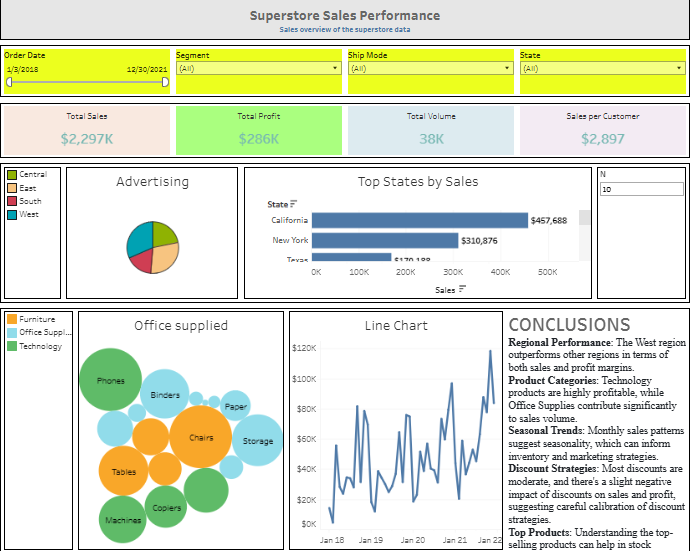 Superstore Sales Performance
Sales overview of the superstore data
Order Date
1/3/2018 12/30/2021
Segment
(All)
Ship Mode
(All)
State
(All)
Total Sales
$2,297K
Total Profit
$286K
Total Volume
38K
Sales per Customer
$2,897
Central
East
South
West
Advertising
Top States by Sales
State
California $457,688
New York $310,876
Texas $170,188
0K 100K 200K 300K 400K 500K
Sales
N
10
Furniture
Office Suppl...
Technology
Office supplied
Phones
Binders
Paper
Chairs
Storage
Tables
Copiers
Machines
Line Chart
$120K
$100K
$80K
$60K
$40K
$20K
$0K
Jan 18 Jan 19 Jan 20 Jan 21 Jan 22
CONCLUSIONS
Regional Performance: The West region
outperforms other regions in terms of
both sales and profit margins.
Product Categories: Technology
products are highly profitable, while
Office Supplies contribute significantly
to sales volume.
Seasonal Trends: Monthly sales patterns
suggest seasonality, which can inform
inventory and marketing strategies.
Discount Strategies: Most discounts are
moderate, and there's a slight negative
impact of discounts on sales and profit,
suggesting careful calibration of discount
strategies.
Top Products: Understanding the top-
selling products can help in stock